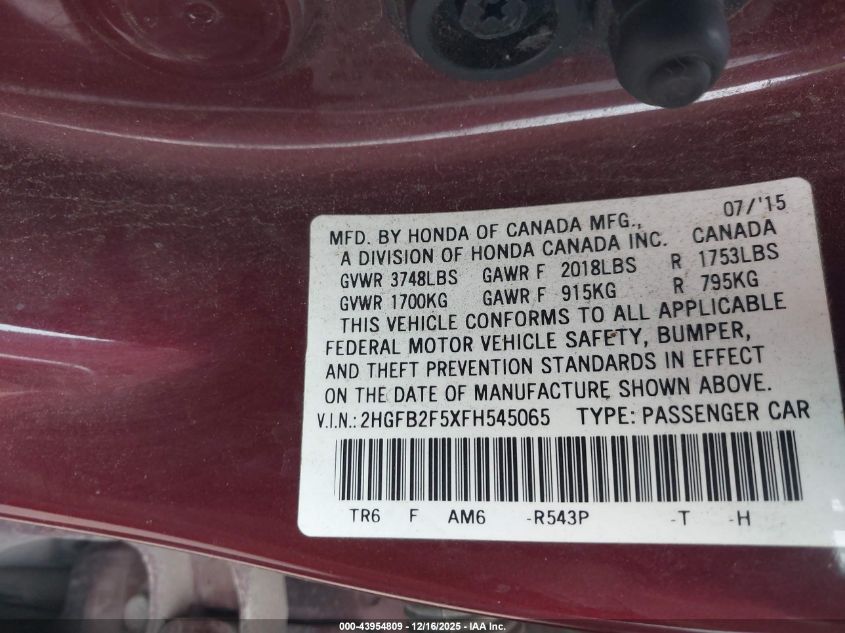 07/'15
MFD. BY HONDA OF CANADA MFG.,
A DIVISION OF HONDA CANADA INC. CANADA
GVWR 3748LBS GAWR F 2018LBS R 1753LBS
GVWR 1700KG GAWR F 915KG R 795KG
THIS VEHICLE CONFORMS TO ALL APPLICABLE
FEDERAL MOTOR VEHICLE SAFETY, BUMPER,
AND THEFT PREVENTION STANDARDS IN EFFECT
ON THE DATE OF MANUFACTURE SHOWN ABOVE.
V.I.N.: 2HGFB2F5XFH545065 TYPE: PASSENGER CAR
TR6 F AM6 -R543P -T -H
000-43954809 - 12/16/2025 - IAA Inc.